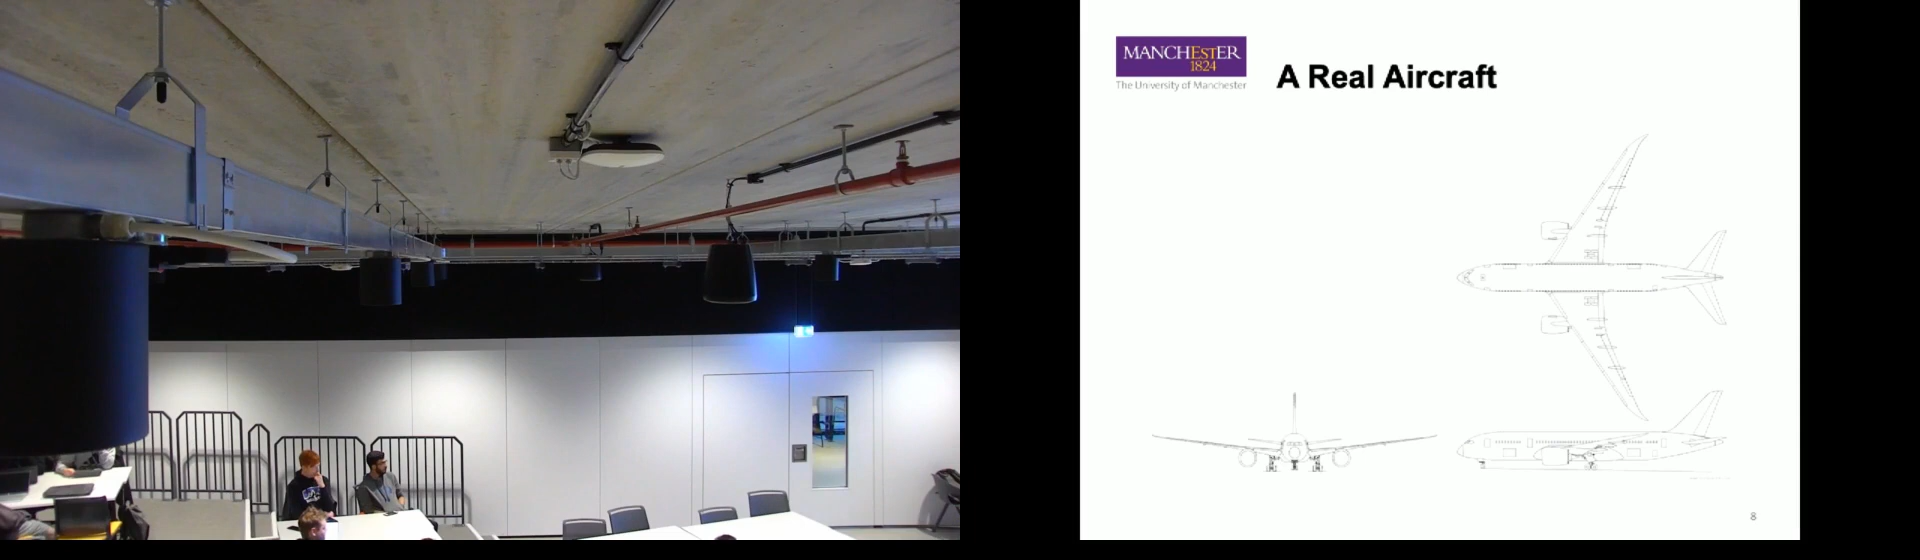 MANCHESTER
1824
The University of Manchester
A Real Aircraft
8